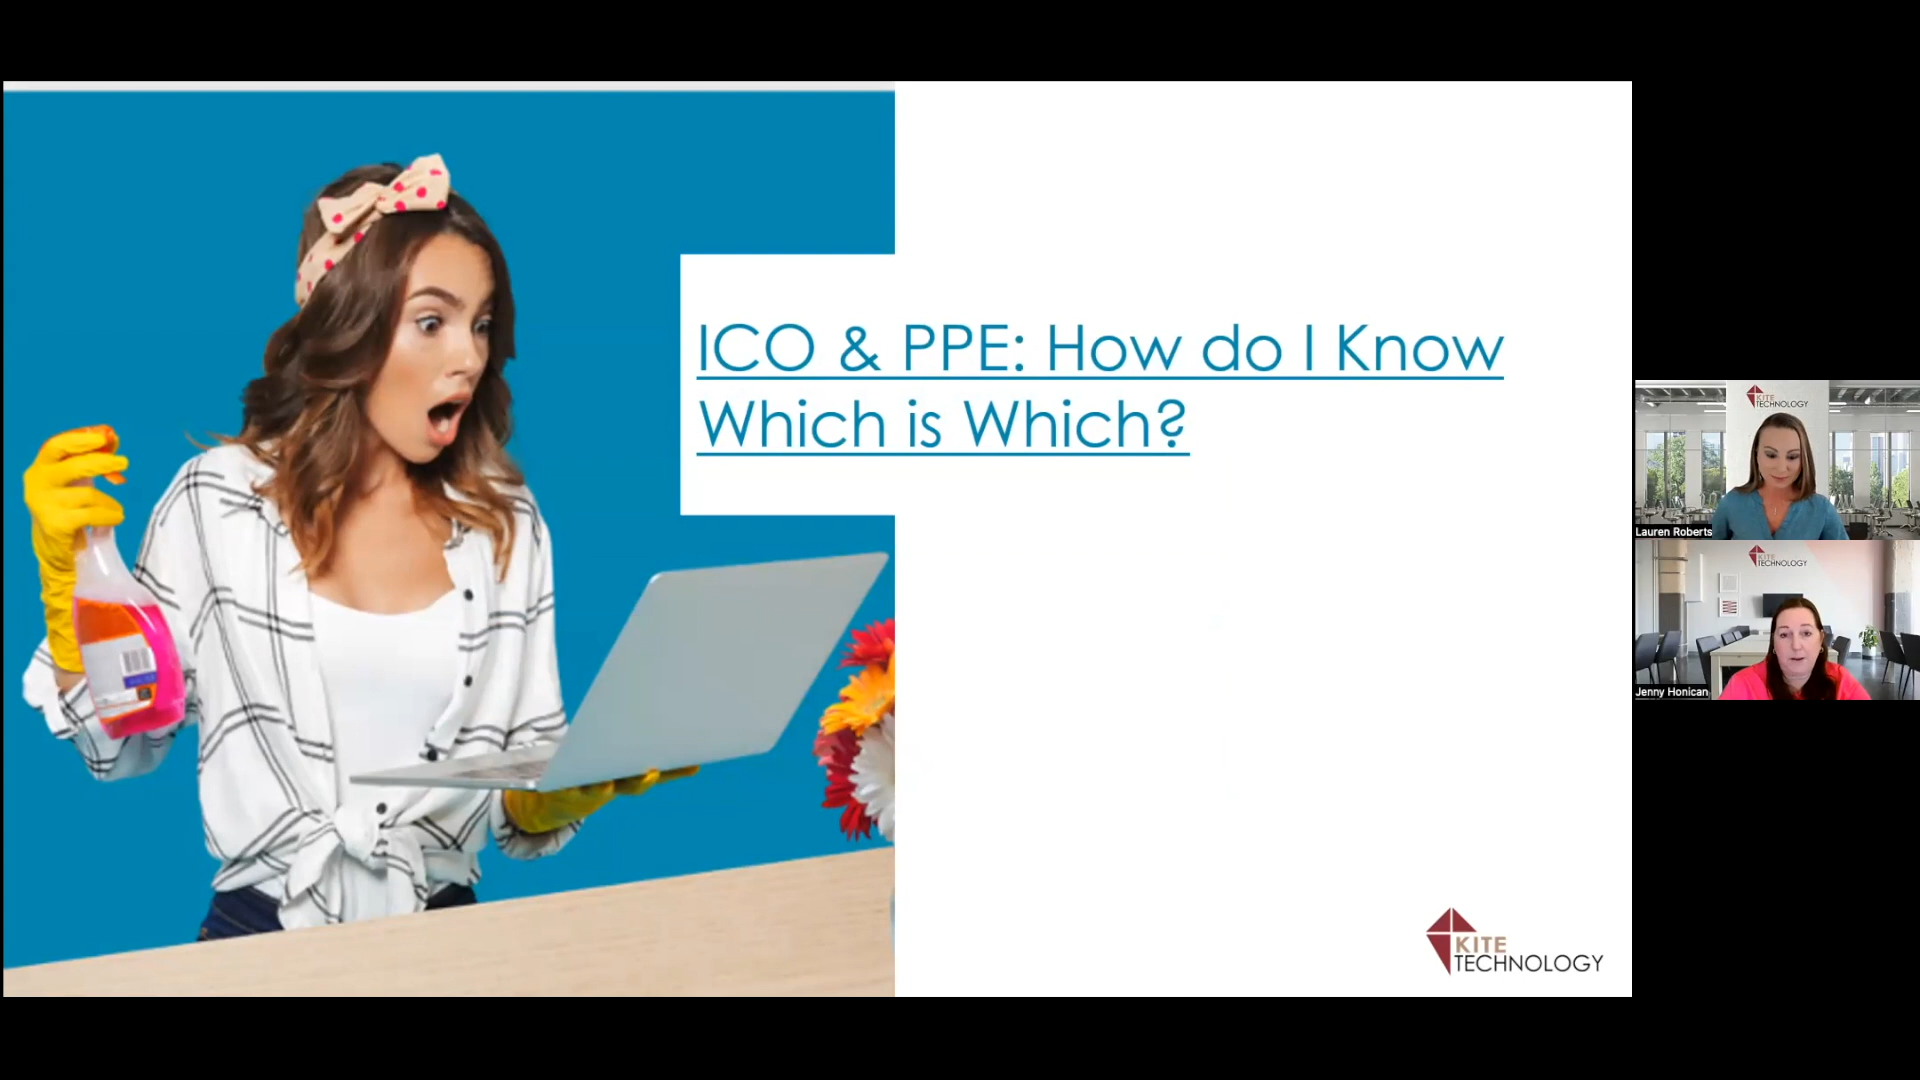 ICO & PPE: How do I Know
Which is Which?
KITE
TECHNOLOGY
KITE
TECHNOLOGY
Lauren Roberts
KITE
TECHNOLOGY
Jenny Honican